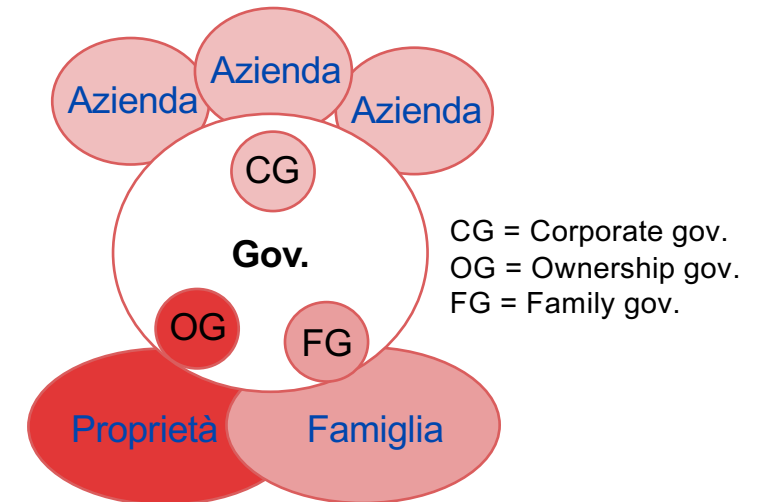 Azienda
Azienda
Azienda
CG
Gov.
CG = Corporate gov.
OG = Ownership gov.
FG = Family gov.
OG
FG
Proprietà
Famiglia